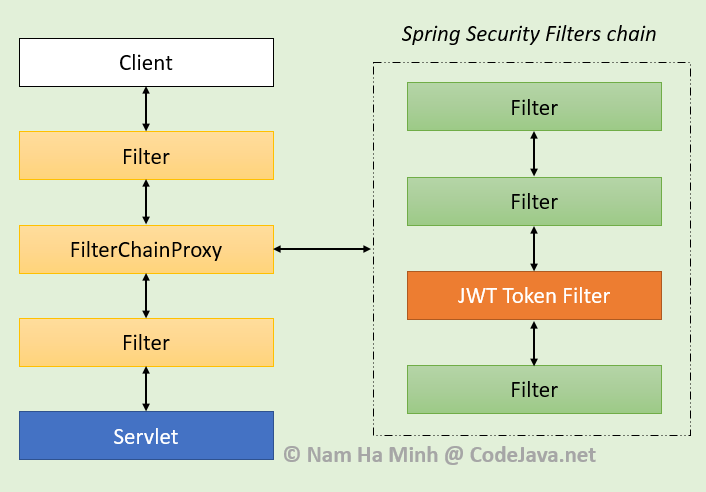 Client
Filter
FilterChainProxy
Filter
Servlet
Spring Security Filters chain
Filter
Filter
JWT Token Filter
Filter
© Nam Ha Minh @ CodeJava.net